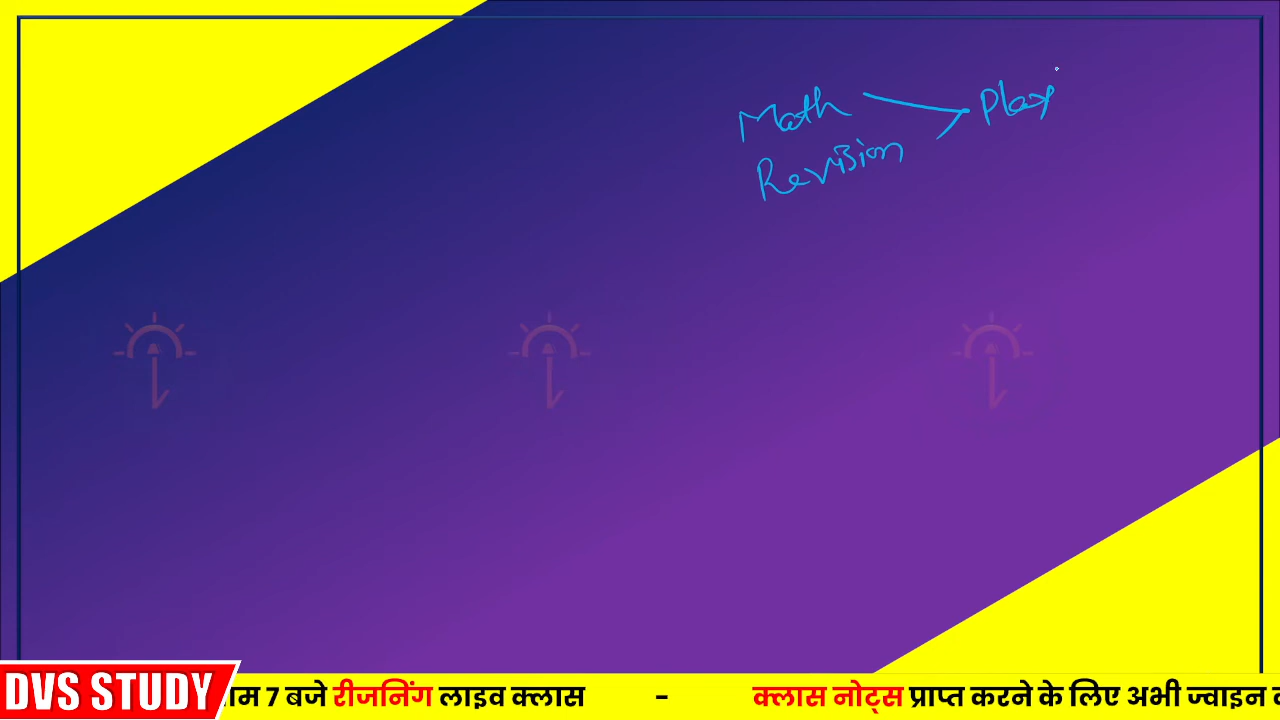 Math Play
Revision
DVS STUDY
ाम 7 बजे रीजनिंग लाइव क्लास - क्लास नोट्स प्राप्त करने के लिए अभी ज्वाइन